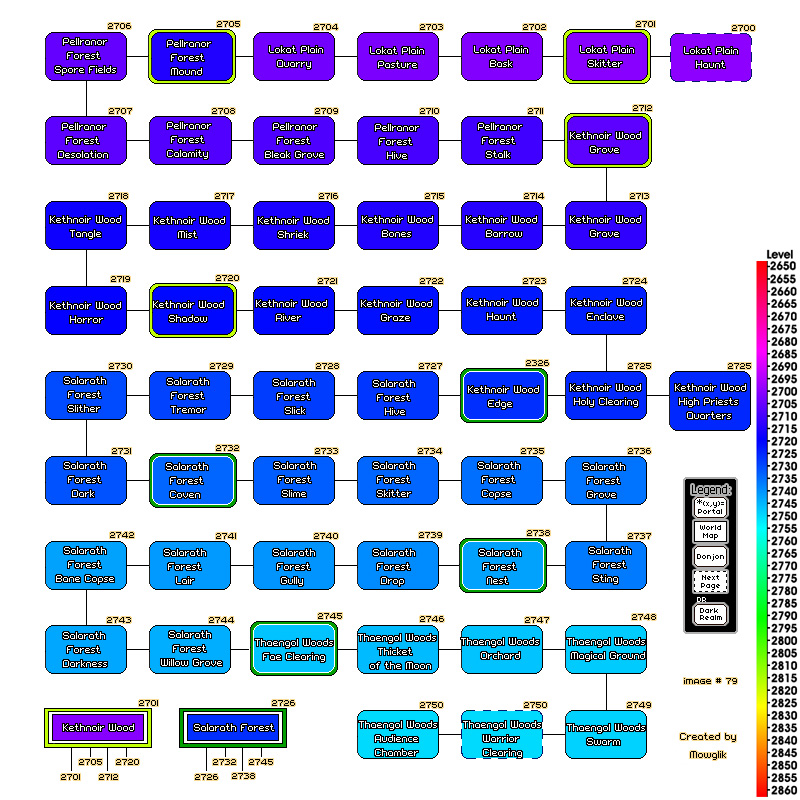 2706
2705
2704
2703
2702
2701
2700
Pellranor
Forest
Spore Fields
Pellranor
Forest
Mound
Lokat Plain
Quarry
Lokat Plain
Pasture
Lokat Plain
Bask
Lokat Plain
Skitter
Lokat Plain
Haunt
2707
2708
2709
2710
2711
2712
Pellranor
Forest
Desolation
Pellranor
Forest
Calamity
Pellranor
Forest
Bleak Grove
Pellranor
Forest
Hive
Pellranor
Forest
Stalk
Kethnoir Wood
Grove
2718
2717
2716
2715
2714
2713
Kethnoir Wood
Tangle
Kethnoir Wood
Mist
Kethnoir Wood
Shriek
Kethnoir Wood
Bones
Kethnoir Wood
Barrow
Kethnoir Wood
Grave
2719
2720
2721
2722
2723
2724
Kethnoir Wood
Horror
Kethnoir Wood
Shadow
Kethnoir Wood
River
Kethnoir Wood
Graze
Kethnoir Wood
Haunt
Kethnoir Wood
Enclave
2730
2729
2728
2727
2326
2725
2725
Salarath
Forest
Slither
Salarath
Forest
Tremor
Salarath
Forest
Slick
Salarath
Forest
Hive
Kethnoir Wood
Edge
Kethnoir Wood
Holy Clearing
Kethnoir Wood
High Priests
Quarters
2731
2732
2733
2734
2735
2736
Salarath
Forest
Dark
Salarath
Forest
Coven
Salarath
Forest
Slime
Salarath
Forest
Skitter
Salarath
Forest
Copse
Salarath
Forest
Grove
2742
2741
2740
2739
2738
2737
Salarath
Forest
Bane Copse
Salarath
Forest
Lair
Salarath
Forest
Gully
Salarath
Forest
Drop
Salarath
Forest
Nest
Salarath
Forest
Sting
2743
2744
2745
2746
2747
2748
Salarath
Forest
Darkness
Salarath
Forest
Willow Grove
Thaengol Woods
Fae Clearing
Thaengol Woods
Thicket
of the Moon
Thaengol Woods
Orchard
Thaengol Woods
Magical Ground
2701
Kethnoir Wood
2705
2720
2701
2712
2726
Salarath Forest
2732
2745
2726
2738
2750
2750
2749
Thaengol Woods
Audience
Chamber
Thaengol Woods
Warrior
Clearing
Thaengol Woods
Swarm
Level
2650
2655
2660
2665
2670
2675
2680
2685
2690
2695
2700
2705
2710
2715
2720
2725
2730
2735
2740
2745
2750
2755
2760
2765
2770
2775
2780
2785
2790
2795
2800
2805
2810
2815
2820
2825
2830
2835
2840
2845
2850
2855
2860
Legend:
*(x,y)=
Portal
World
Map
Donjon
Next
Page
DR
Dark
Realm
image # 79
Created by
Mowglik